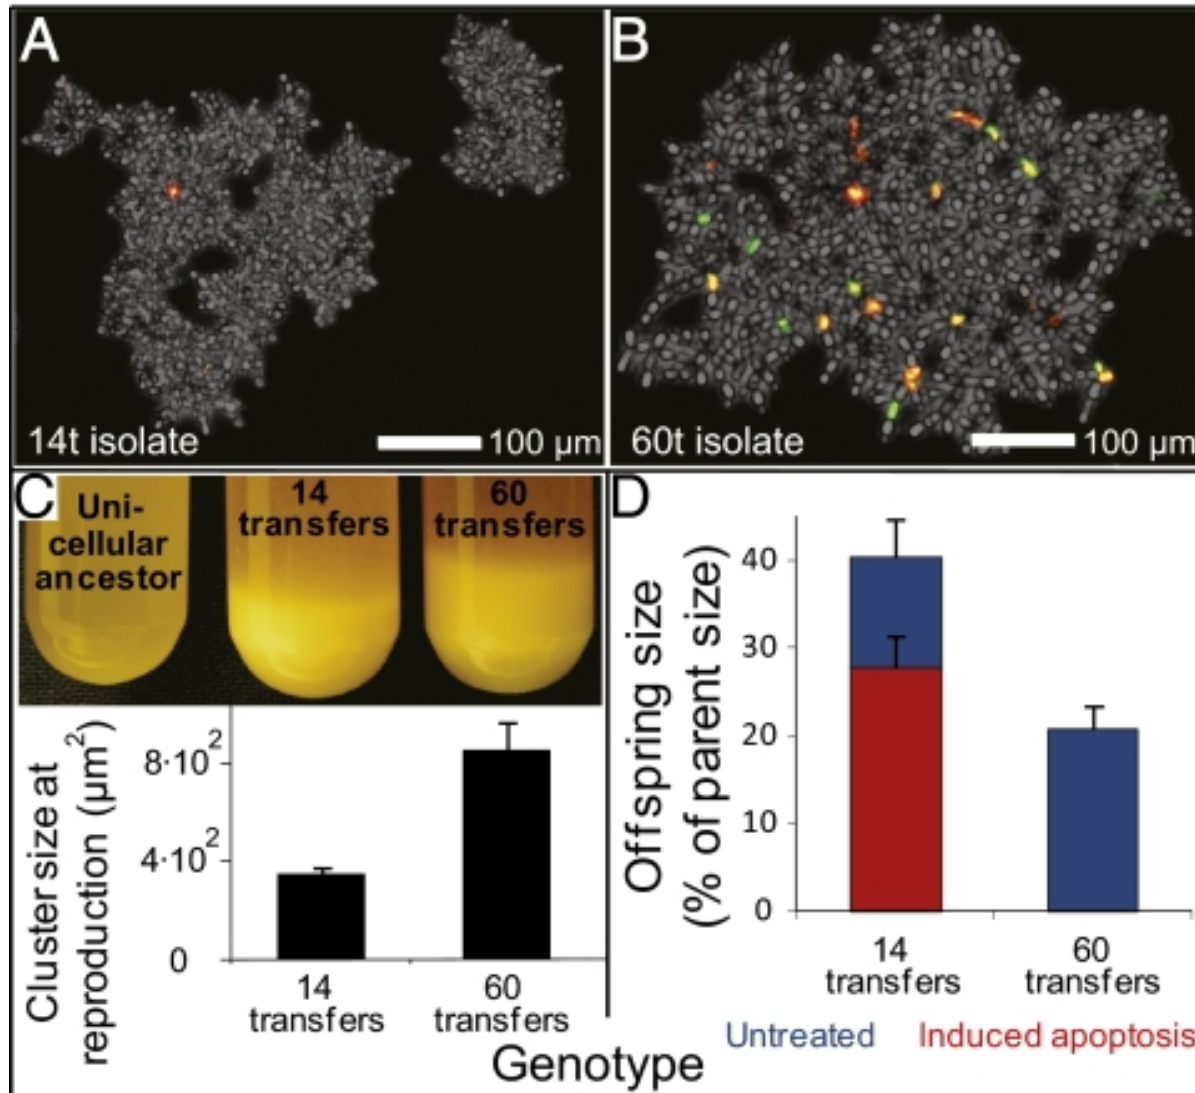 A
14t isolate
100 µm
B
60t isolate
100 µm
C
Uni-
cellular
ancestor
14
transfers
60
transfers
Cluster size at
reproduction (µm²)
8·10²
4·10²
0
14
transfers
60
transfers
Genotype
D
Offspring size
(% of parent size)
40
30
20
10
0
14
transfers
60
transfers
Untreated
Induced apoptosis